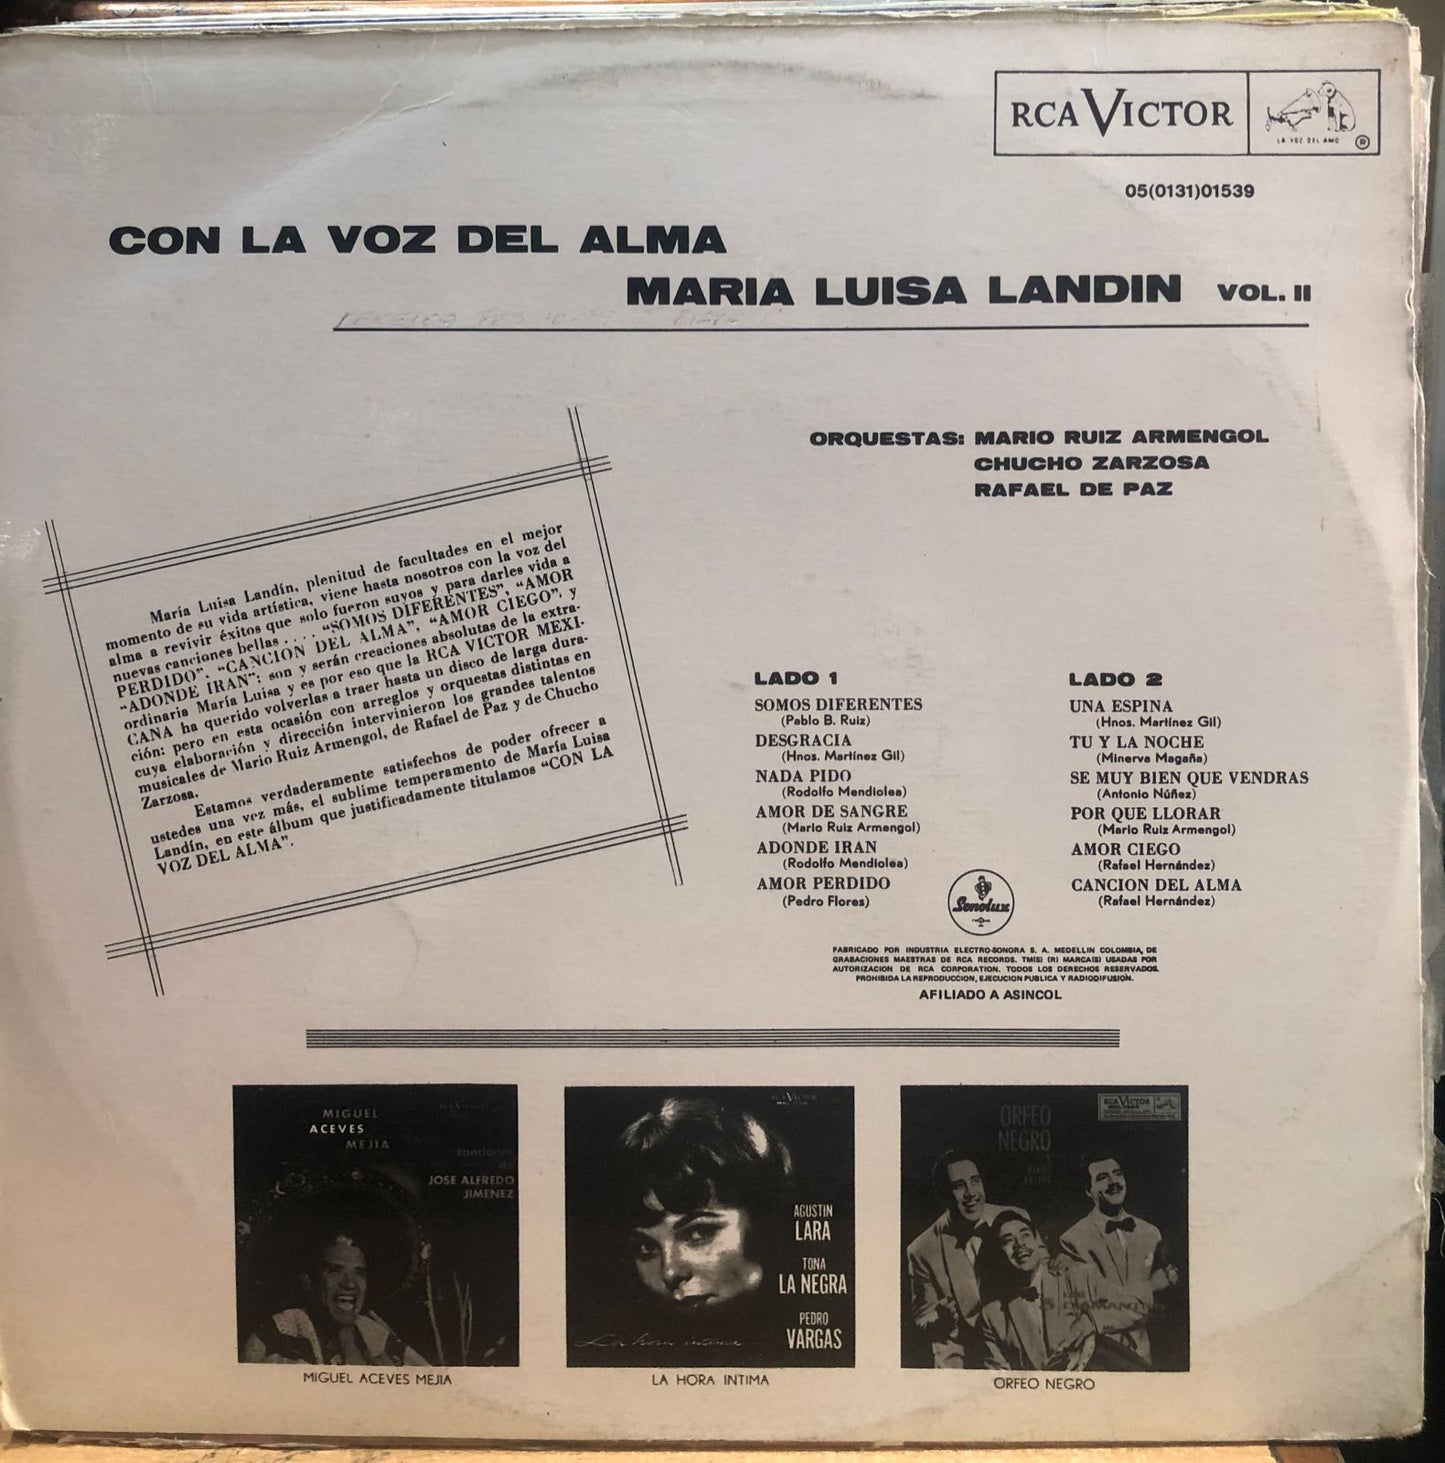 RCA VICTOR
LA VOZ DEL AMO
®
05(0131)01539
CON LA VOZ DEL ALMA
MARIA LUISA LANDIN VOL. II
ORQUESTAS: MARIO RUIZ ARMENGOL
CHUCHO ZARZOSA
RAFAEL DE PAZ
María Luisa Landín, plenitud de facultades en el mejor
momento de su vida artística, viene hasta nosotros con la voz del
alma a revivir éxitos que solo fueron suyos y para darles vida a
nuevas canciones bellas . . . . "SOMOS DIFERENTES", "AMOR
PERDIDO", "CANCION DEL ALMA", "AMOR CIEGO", y
"ADONDE IRAN"; son y serán creaciones absolutas de la extra-
ordinaria María Luisa y es por eso que la RCA VICTOR MEXI-
CANA ha querido volverlas a traer hasta un disco de larga dura-
ción; pero en esta ocasión con arreglos y orquestas distintas en
cuya elaboración y dirección intervinieron los grandes talentos
musicales de Mario Ruiz Armengol, de Rafael de Paz y de Chucho
Zarzosa.
Estamos verdaderamente satisfechos de poder ofrecer a
ustedes una vez más, el sublime temperamento de María Luisa
Landín, en este álbum que justificadamente titulamos "CON LA
VOZ DEL ALMA".
LADO 1
SOMOS DIFERENTES
(Pablo B. Ruiz)
DESGRACIA
(Hnos. Martínez Gil)
NADA PIDO
(Rodolfo Mendiolea)
AMOR DE SANGRE
(Mario Ruiz Armengol)
ADONDE IRAN
(Rodolfo Mendiolea)
AMOR PERDIDO
(Pedro Flores)
LADO 2
UNA ESPINA
(Hnos. Martínez Gil)
TU Y LA NOCHE
(Minerva Magaña)
SE MUY BIEN QUE VENDRAS
(Antonio Núñez)
POR QUE LLORAR
(Mario Ruiz Armengol)
AMOR CIEGO
(Rafael Hernández)
CANCION DEL ALMA
(Rafael Hernández)
Sonolux
FABRICADO POR INDUSTRIA ELECTRO-SONORA S. A. MEDELLIN COLOMBIA, DE
GRABACIONES MAESTRAS DE RCA RECORDS. TM(S) (R) MARCA(S) USADAS POR
AUTORIZACION DE RCA CORPORATION. TODOS LOS DERECHOS RESERVADOS.
PROHIBIDA LA REPRODUCCION, EJECUCION PUBLICA Y RADIODIFUSION.
AFILIADO A ASINCOL
MIGUEL
ACEVES
MEJIA
canciones
de
JOSE ALFREDO
JIMENEZ
RCA VICTOR
AGUSTIN
LARA
TONA
LA NEGRA
PEDRO
VARGAS
La hora intima
ORFEO
NEGRO
Y
RCA VICTOR
DIAMANTES
MIGUEL ACEVES MEJIA
LA HORA INTIMA
ORFEO NEGRO